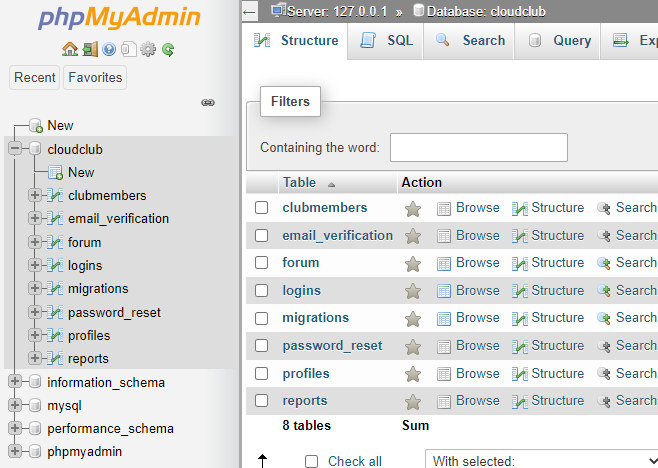 phpMyAdmin
Recent Favorites
New
cloudclub
New
clubmembers
email_verification
forum
logins
migrations
password_reset
profiles
reports
information_schema
mysql
performance_schema
phpmyadmin
Server: 127.0.0.1 » Database: cloudclub
Structure SQL Search Query Exp
Filters
Containing the word:
Table Action
clubmembers Browse Structure Search
email_verification Browse Structure Search
forum Browse Structure Search
logins Browse Structure Search
migrations Browse Structure Search
password_reset Browse Structure Search
profiles Browse Structure Search
reports Browse Structure Search
8 tables Sum
Check all With selected: